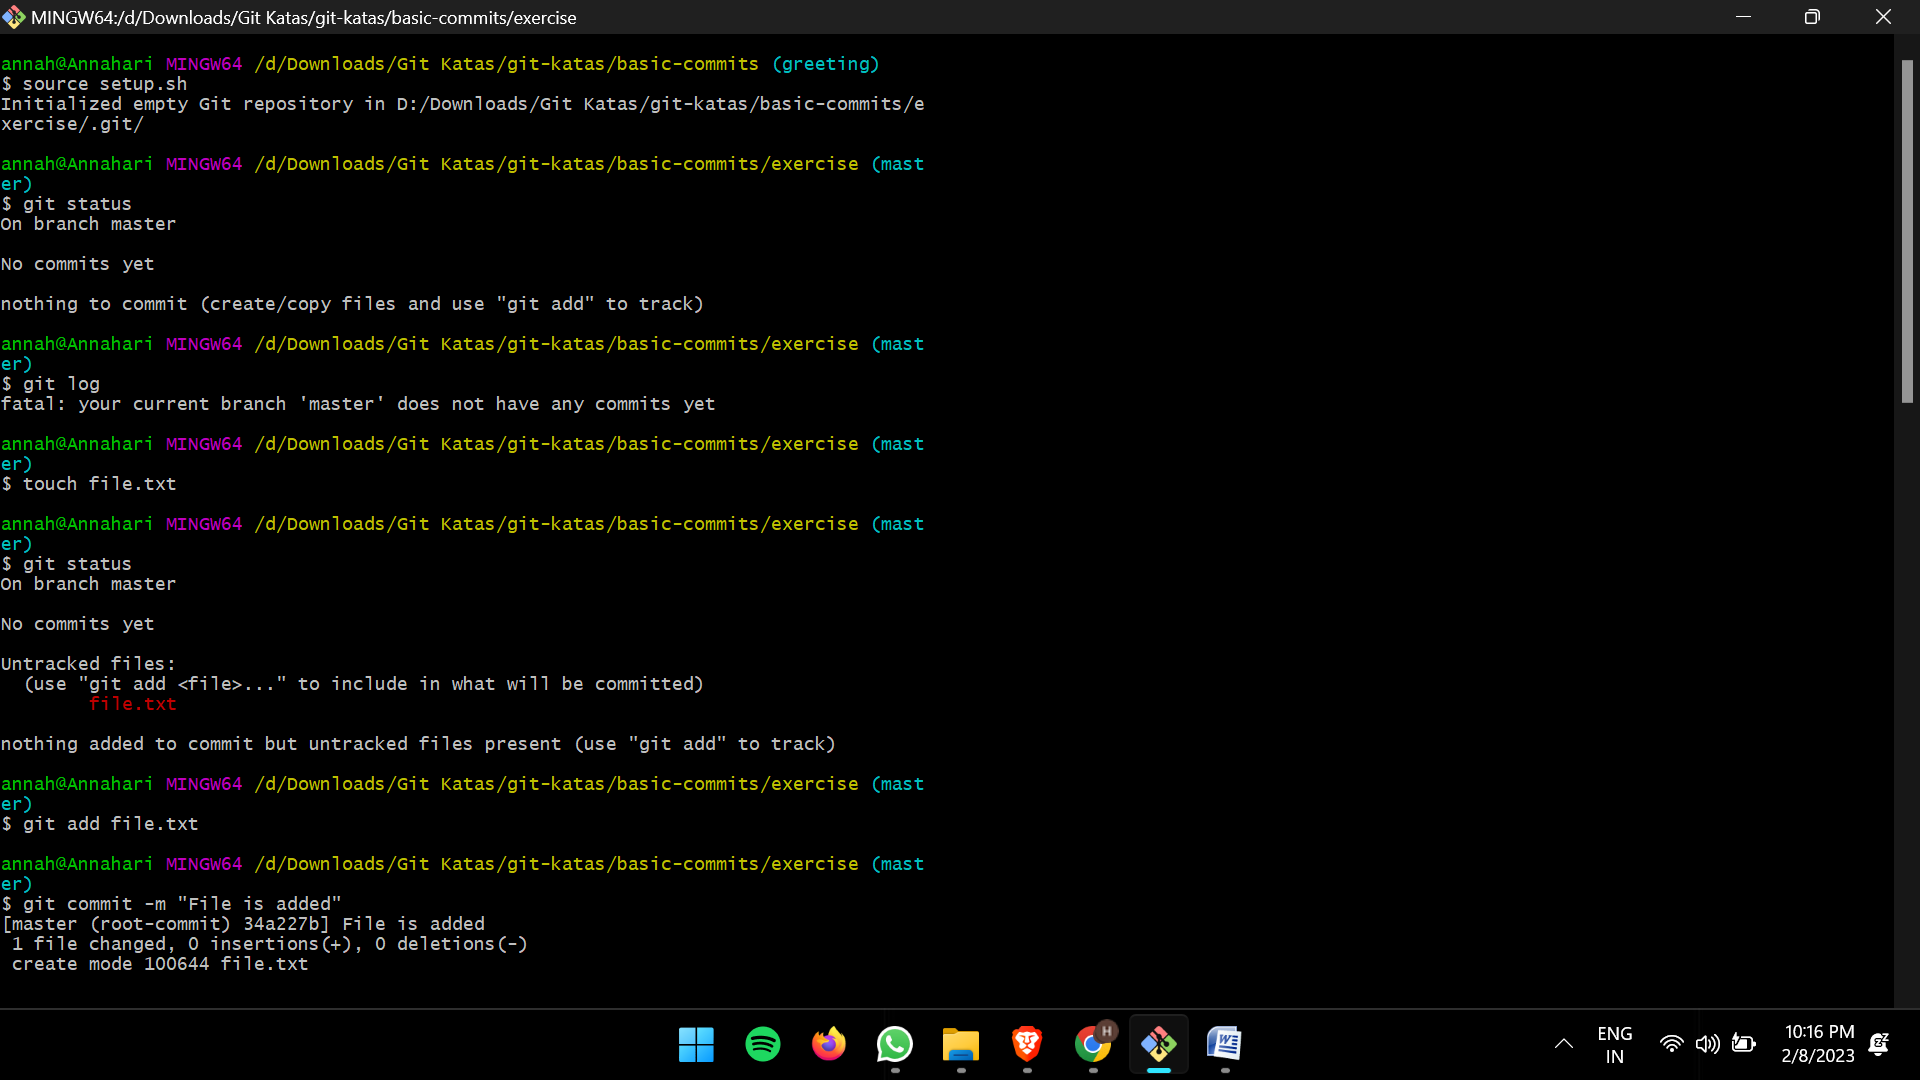 MINGW64:/d/Downloads/Git Katas/git-katas/basic-commits/exercise
annah@Annahari MINGW64 /d/Downloads/Git Katas/git-katas/basic-commits (greeting)
$ source setup.sh
Initialized empty Git repository in D:/Downloads/Git Katas/git-katas/basic-commits/e
xercise/.git/
annah@Annahari MINGW64 /d/Downloads/Git Katas/git-katas/basic-commits/exercise (mast
er)
$ git status
On branch master
No commits yet
nothing to commit (create/copy files and use "git add" to track)
annah@Annahari MINGW64 /d/Downloads/Git Katas/git-katas/basic-commits/exercise (mast
er)
$ git log
fatal: your current branch 'master' does not have any commits yet
annah@Annahari MINGW64 /d/Downloads/Git Katas/git-katas/basic-commits/exercise (mast
er)
$ touch file.txt
annah@Annahari MINGW64 /d/Downloads/Git Katas/git-katas/basic-commits/exercise (mast
er)
$ git status
On branch master
No commits yet
Untracked files:
  (use "git add <file>..." to include in what will be committed)
        file.txt
nothing added to commit but untracked files present (use "git add" to track)
annah@Annahari MINGW64 /d/Downloads/Git Katas/git-katas/basic-commits/exercise (mast
er)
$ git add file.txt
annah@Annahari MINGW64 /d/Downloads/Git Katas/git-katas/basic-commits/exercise (mast
er)
$ git commit -m "File is added"
[master (root-commit) 34a227b] File is added
 1 file changed, 0 insertions(+), 0 deletions(-)
 create mode 100644 file.txt
H
W
ENG
IN
10:16 PM
2/8/2023